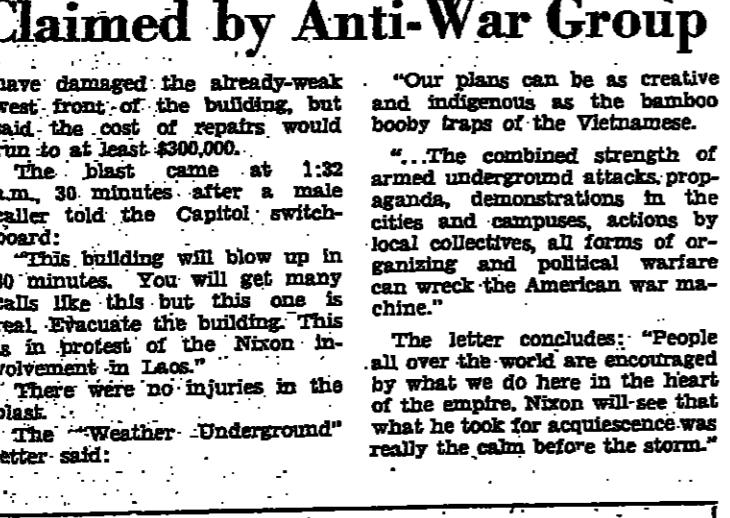 Claimed by Anti-War Group
have damaged the already-weak
west front of the building, but
said the cost of repairs would
run to at least $300,000.
The blast came at 1:32
a.m., 30 minutes after a male
caller told the Capitol switch-
board:
"This building will blow up in
30 minutes. You will get many
calls like this but this one is
real. Evacuate the building. This
is in protest of the Nixon in-
volvement in Laos."
There were no injuries in the
blast.
The "Weather Underground"
letter said:
"Our plans can be as creative
and indigenous as the bamboo
booby traps of the Vietnamese.
"...The combined strength of
armed underground attacks, prop-
aganda, demonstrations in the
cities and campuses, actions by
local collectives, all forms of or-
ganizing and political warfare
can wreck the American war ma-
chine."
The letter concludes: "People
all over the world are encouraged
by what we do here in the heart
of the empire. Nixon will see that
what he took for acquiescence was
really the calm before the storm."